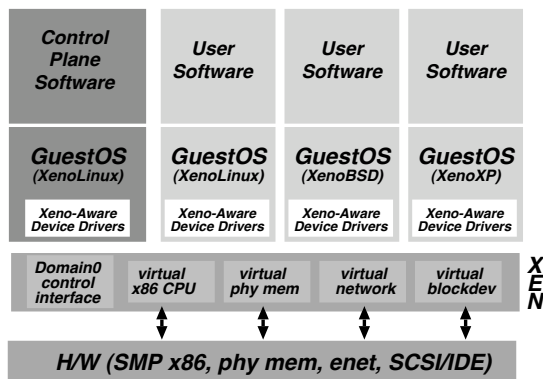 Control
Plane
Software
User
Software
User
Software
User
Software
GuestOS
(XenoLinux)
Xeno-Aware
Device Drivers
GuestOS
(XenoLinux)
Xeno-Aware
Device Drivers
GuestOS
(XenoBSD)
Xeno-Aware
Device Drivers
GuestOS
(XenoXP)
Xeno-Aware
Device Drivers
Domain0
control
interface
virtual
x86 CPU
virtual
phy mem
virtual
network
virtual
blockdev
X
E
N
H/W (SMP x86, phy mem, enet, SCSI/IDE)